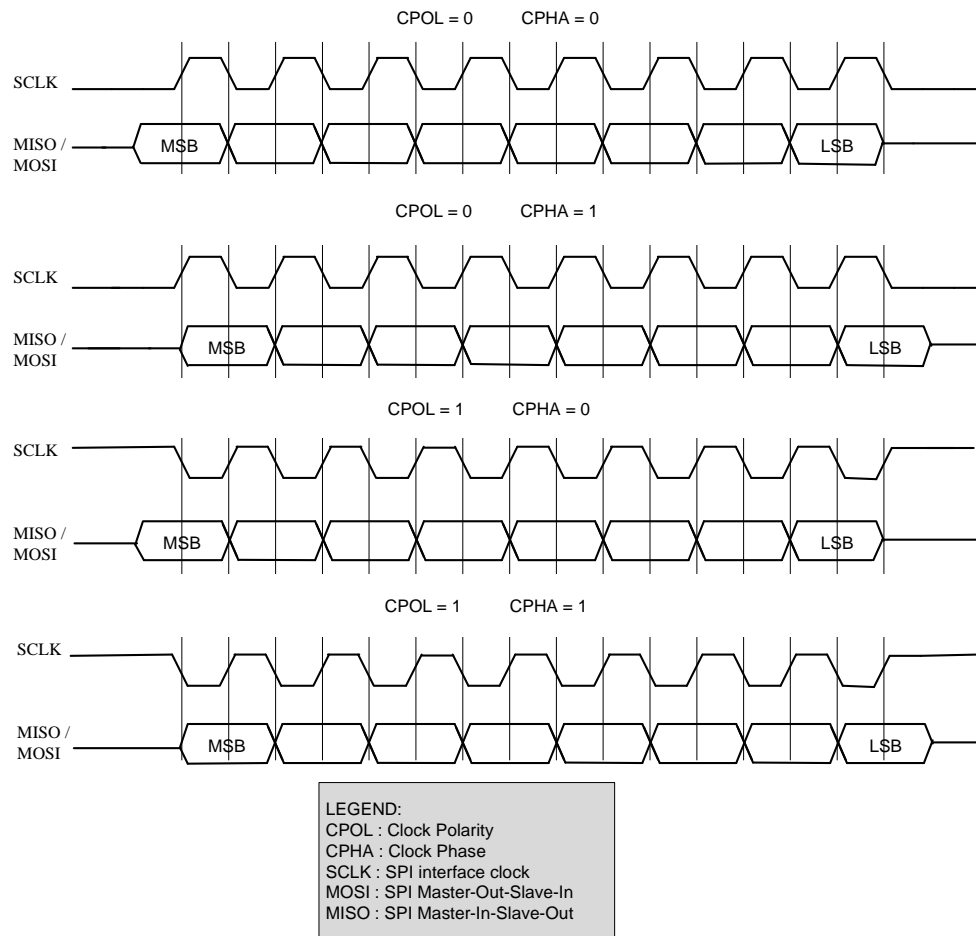 CPOL = 0 CPHA = 0
SCLK
MISO /
MOSI
MSB LSB
CPOL = 0 CPHA = 1
SCLK
MISO /
MOSI
MSB LSB
CPOL = 1 CPHA = 0
SCLK
MISO /
MOSI
MSB LSB
CPOL = 1 CPHA = 1
SCLK
MISO /
MOSI
MSB LSB
LEGEND:
CPOL : Clock Polarity
CPHA : Clock Phase
SCLK : SPI interface clock
MOSI : SPI Master-Out-Slave-In
MISO : SPI Master-In-Slave-Out